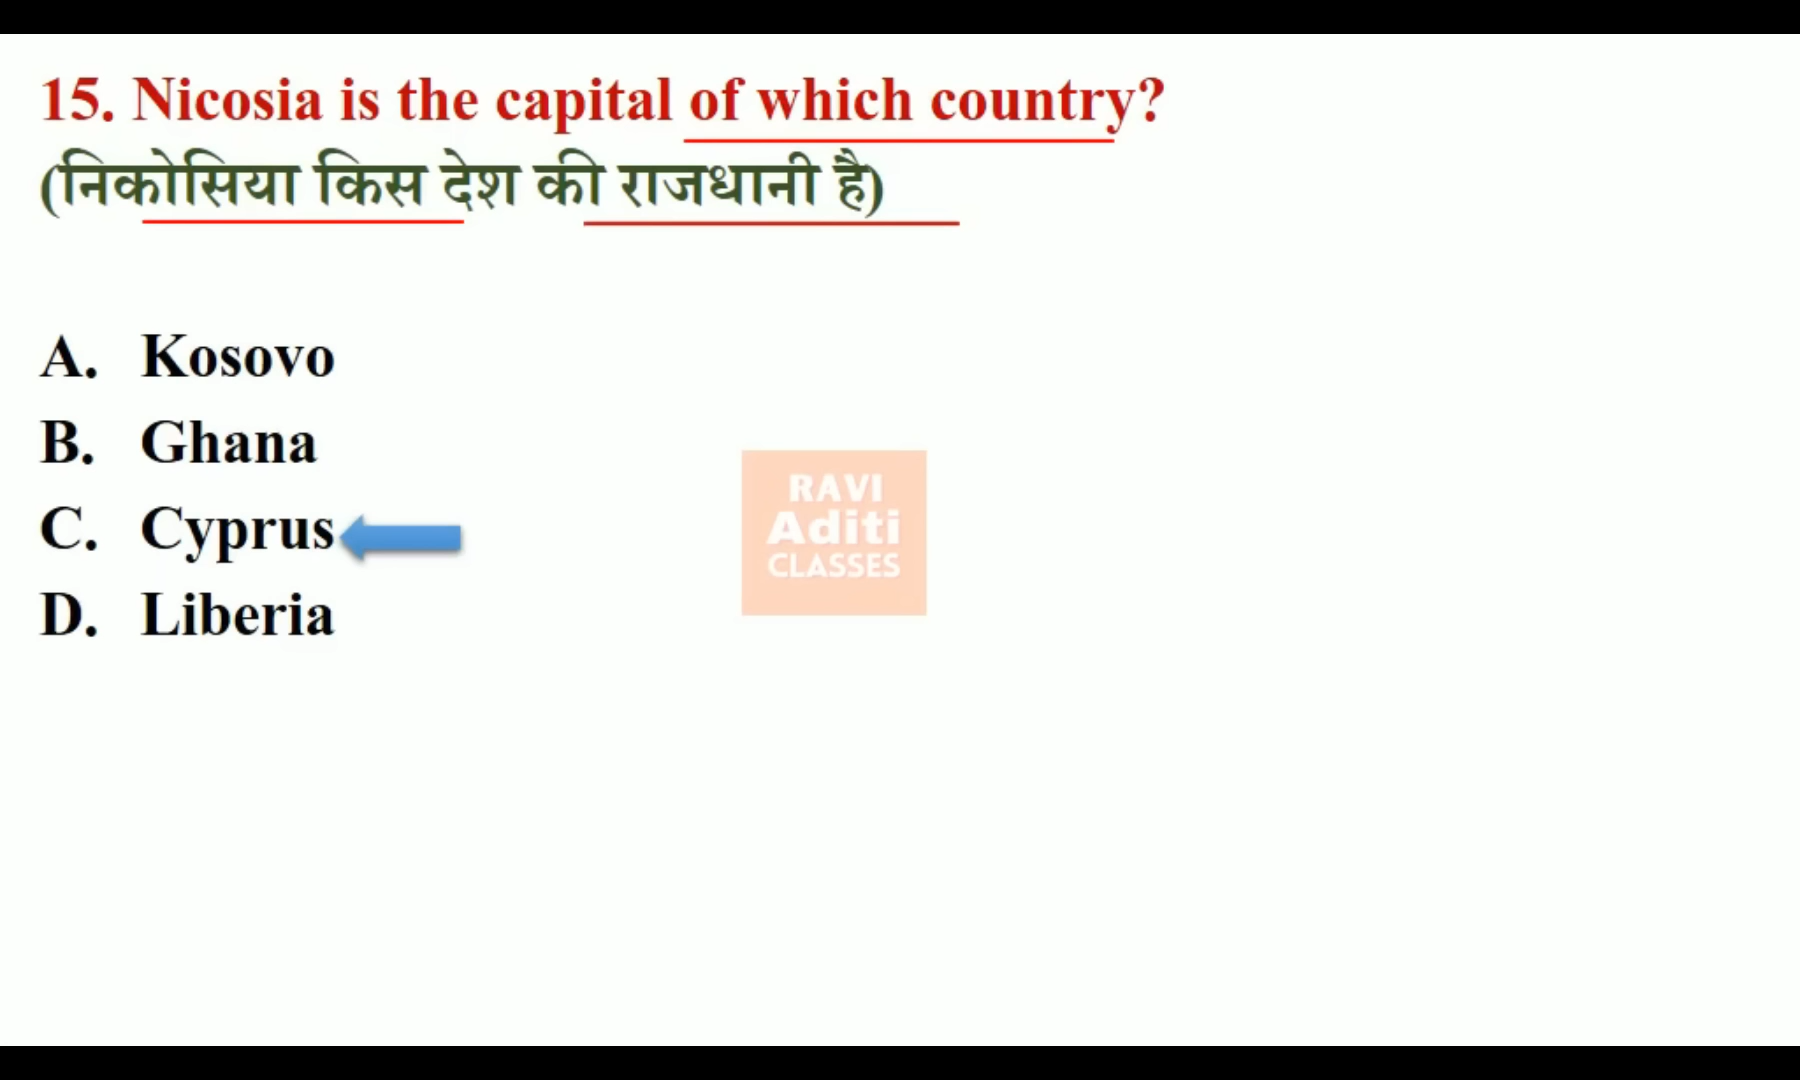 15. Nicosia is the capital of which country?
(निकोसिया किस देश की राजधानी है)
A. Kosovo
B. Ghana
C. Cyprus
D. Liberia
RAVI
Aditi
CLASSES